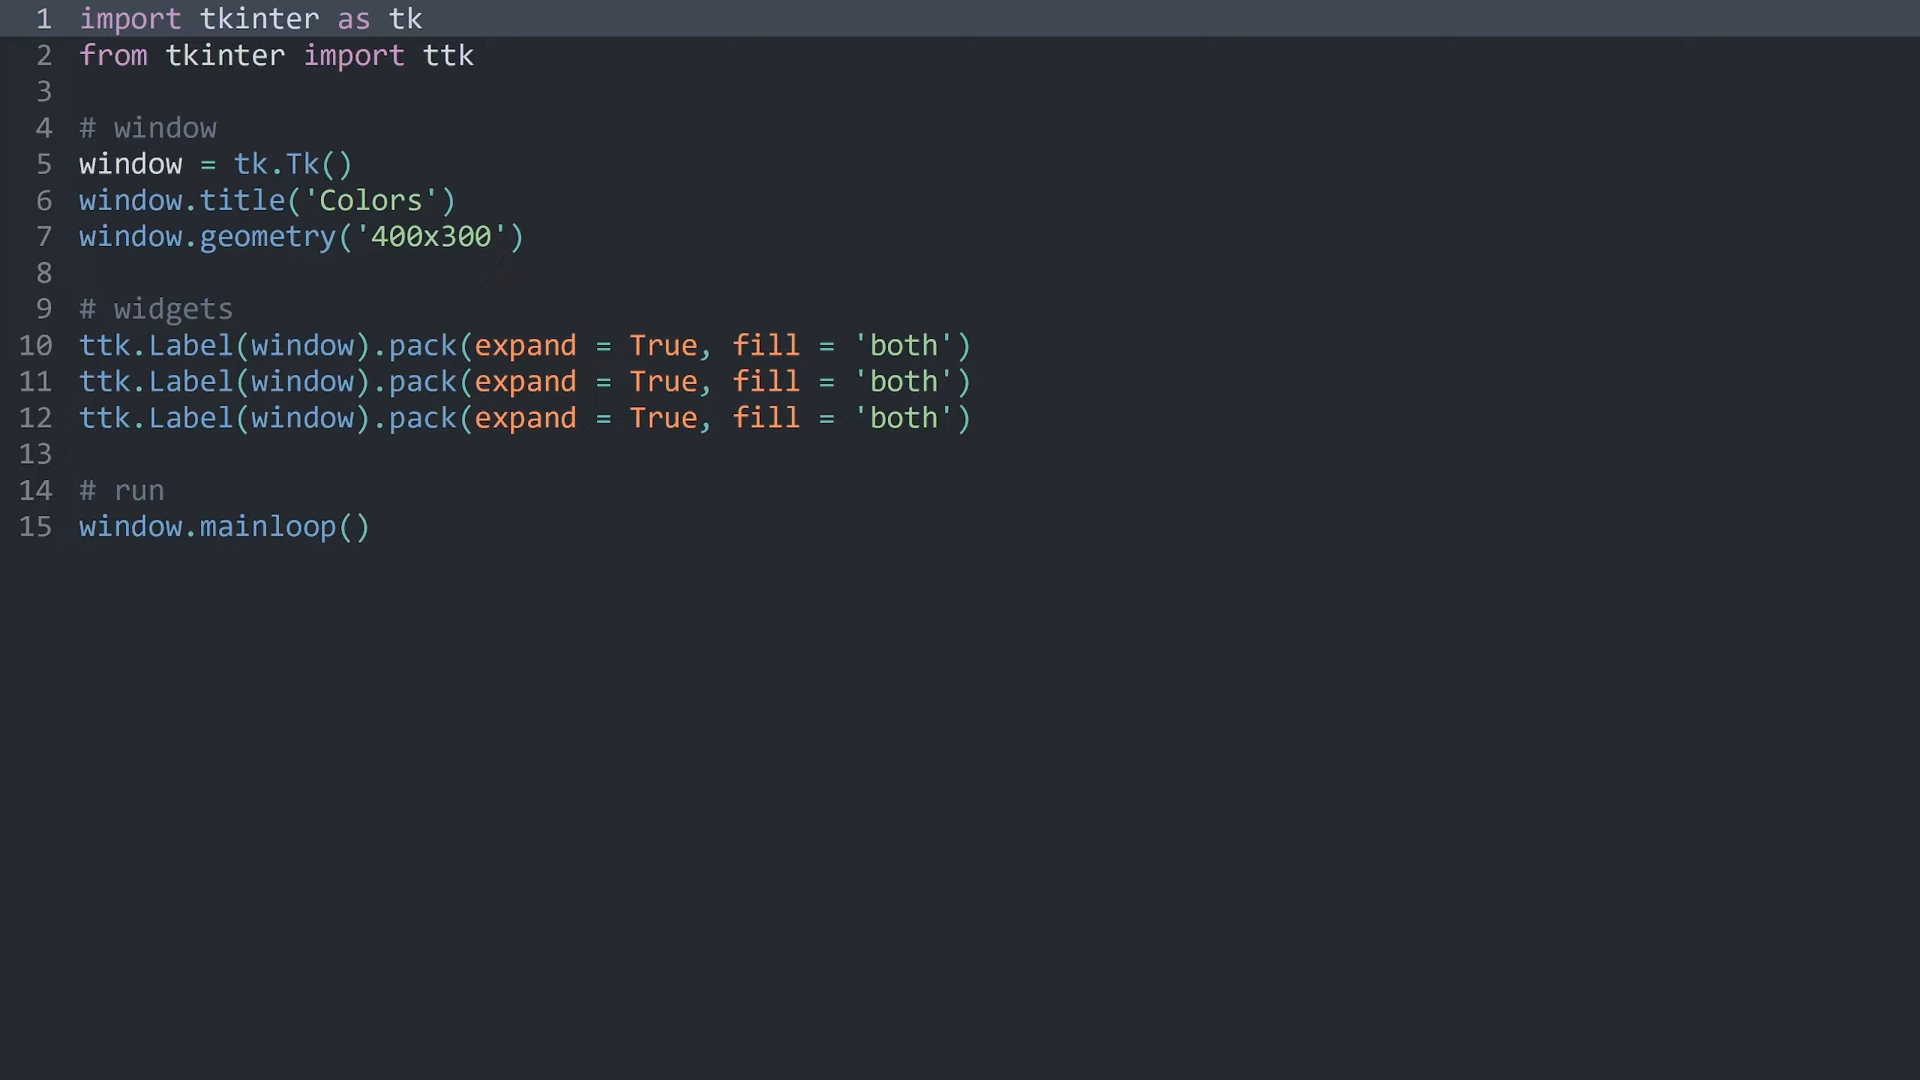 1 import tkinter as tk
2 from tkinter import ttk
3
4 # window
5 window = tk.Tk()
6 window.title('Colors')
7 window.geometry('400x300')
8
9 # widgets
10 ttk.Label(window).pack(expand = True, fill = 'both')
11 ttk.Label(window).pack(expand = True, fill = 'both')
12 ttk.Label(window).pack(expand = True, fill = 'both')
13
14 # run
15 window.mainloop()